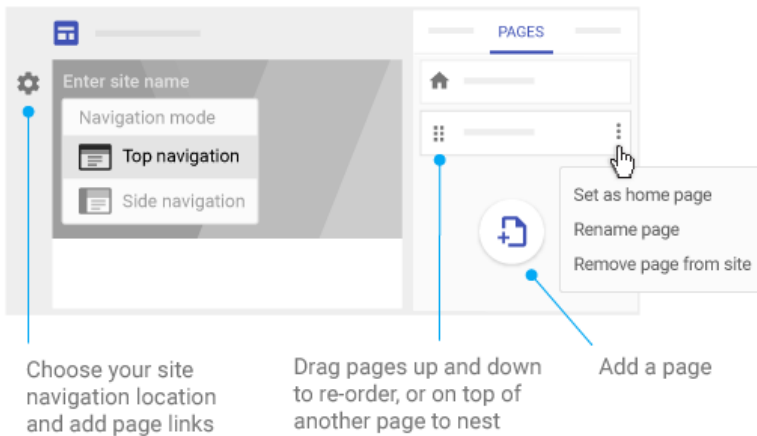 PAGES
Enter site name
Navigation mode
Top navigation
Side navigation
Set as home page
Rename page
Remove page from site
Choose your site
navigation location
and add page links
Drag pages up and down
to re-order, or on top of
another page to nest
Add a page